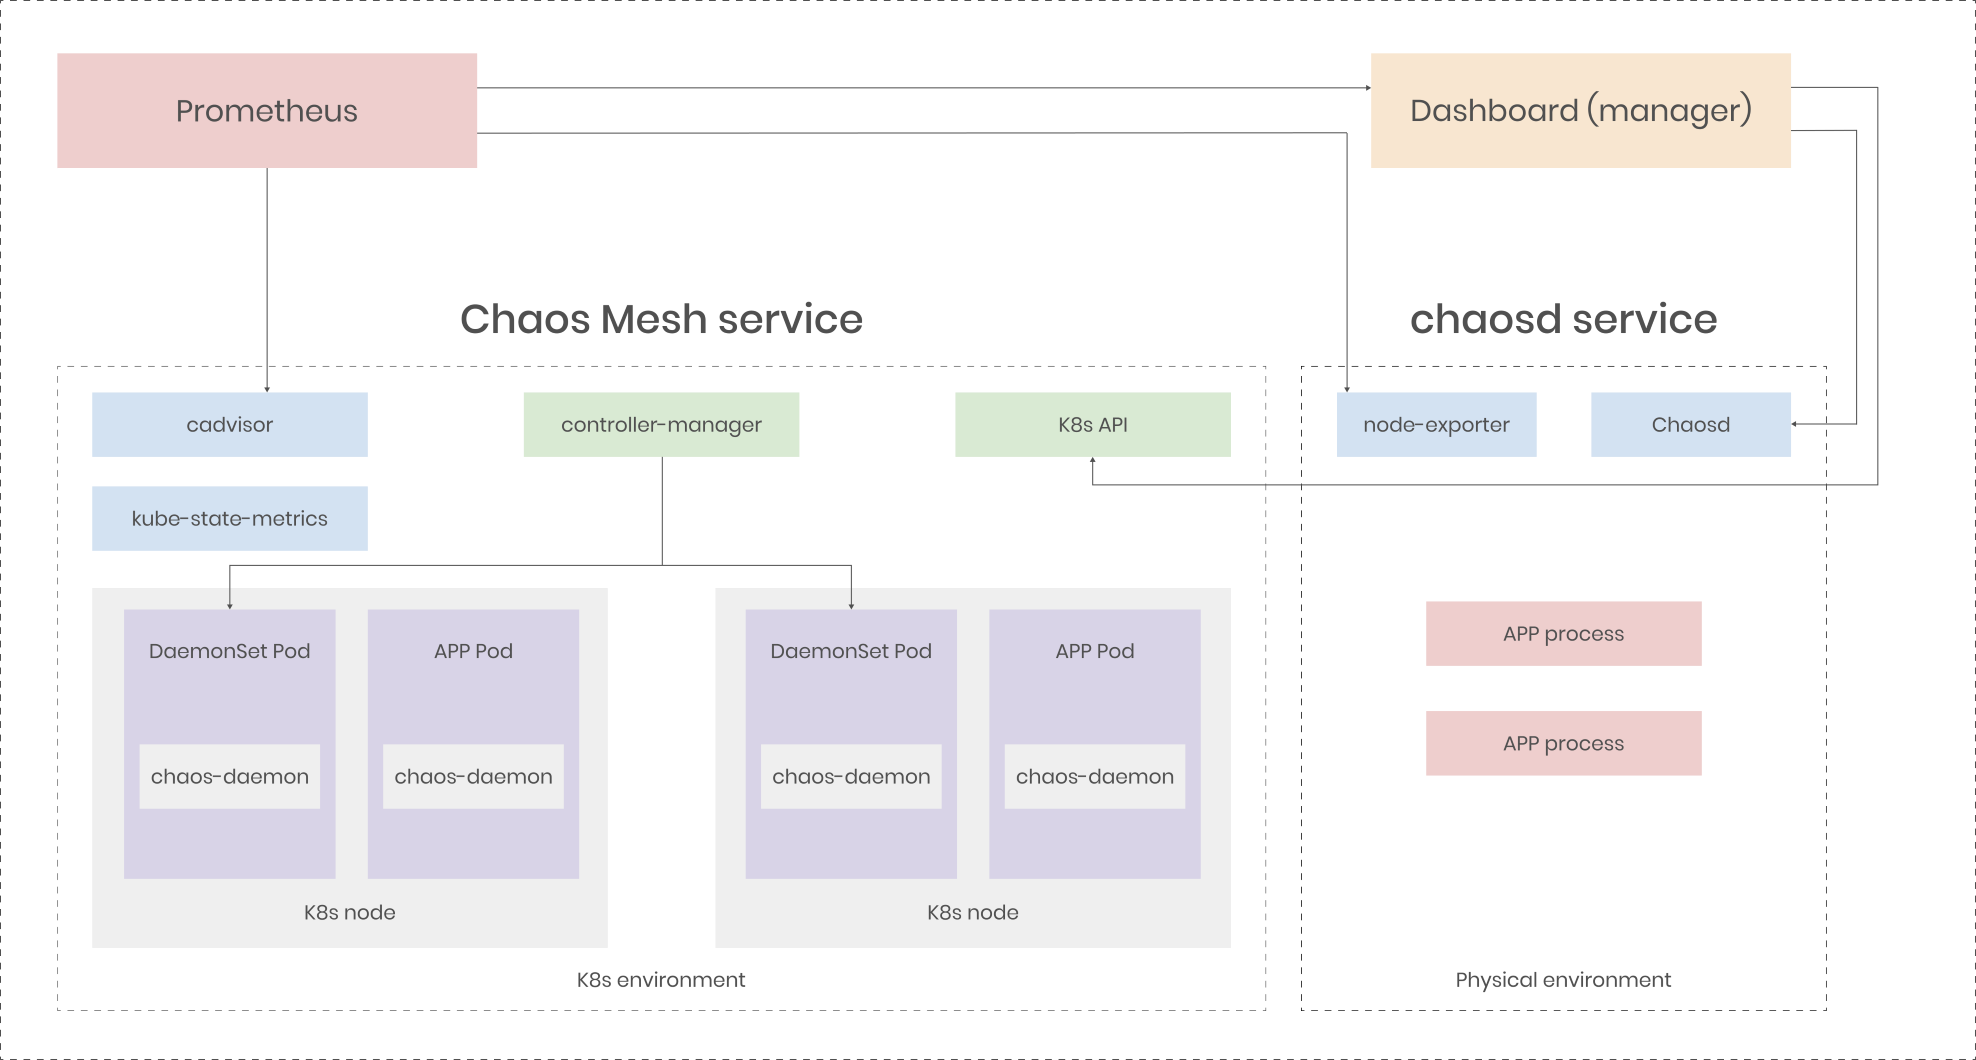 Prometheus
Dashboard (manager)
Chaos Mesh service
chaosd service
cadvisor
controller-manager
K8s API
node-exporter
Chaosd
kube-state-metrics
DaemonSet Pod
APP Pod
DaemonSet Pod
APP Pod
APP process
APP process
chaos-daemon
chaos-daemon
chaos-daemon
chaos-daemon
K8s node
K8s node
K8s environment
Physical environment